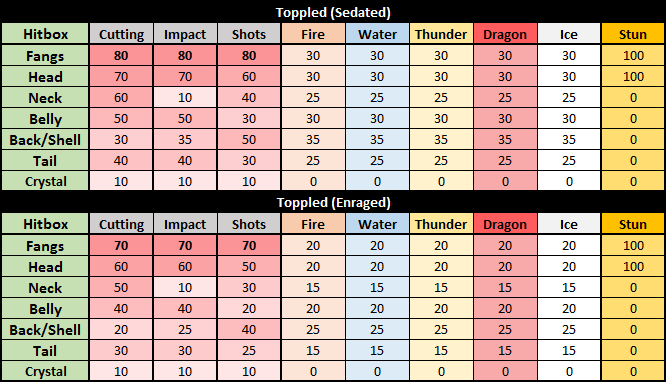 Toppled (Sedated)
Hitbox Cutting Impact Shots Fire Water Thunder Dragon Ice Stun
Fangs 80 80 80 30 30 30 30 30 100
Head 70 70 60 30 30 30 30 30 100
Neck 60 10 40 25 25 25 25 25 0
Belly 50 50 30 30 30 30 30 30 0
Back/Shell 30 35 50 35 35 35 35 35 0
Tail 40 40 30 25 25 25 25 25 0
Crystal 10 10 10 0 0 0 0 0 0
Toppled (Enraged)
Hitbox Cutting Impact Shots Fire Water Thunder Dragon Ice Stun
Fangs 70 70 70 20 20 20 20 20 100
Head 60 60 50 20 20 20 20 20 100
Neck 50 10 30 15 15 15 15 15 0
Belly 40 40 20 20 20 20 20 20 0
Back/Shell 20 25 40 25 25 25 25 25 0
Tail 30 30 25 15 15 15 15 15 0
Crystal 10 10 10 0 0 0 0 0 0